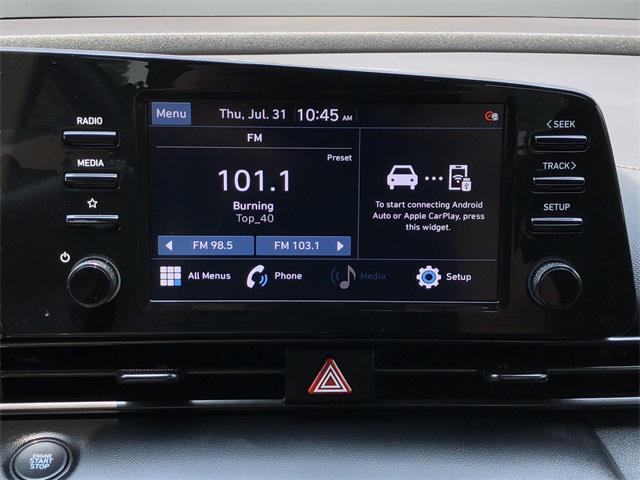 RADIO
MEDIA
Menu
Thu, Jul. 31 10:45 AM
FM
Preset
101.1
Burning
Top_40
FM 98.5
FM 103.1
To start connecting Android
Auto or Apple CarPlay, press
this widget.
All Menus
Phone
Media
Setup
SEEK
TRACK
SETUP
ENGINE
START
STOP